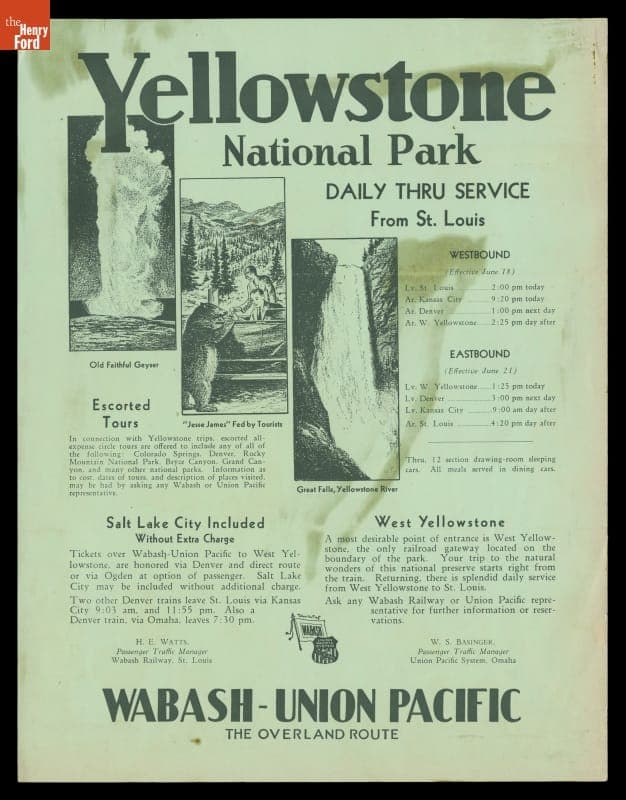 the
Henry
Ford
Yellowstone
National Park
DAILY THRU SERVICE
From St. Louis
WESTBOUND
(Effective June 18)
Lv. St. Louis ........ 2:00 pm today
Ar. Kansas City ........ 9:20 pm today
Ar. Denver ........ 1:00 pm next day
Ar. W. Yellowstone ..... 2:25 pm day after
EASTBOUND
(Effective June 21)
Lv. W. Yellowstone ..... 1:25 pm today
Lv. Denver ........ 3:00 pm next day
Lv. Kansas City ........ 9:00 am day after
Ar. St. Louis ........ 4:20 pm day after
Thru, 12 section drawing-room sleeping
cars. All meals served in dining cars.
Old Faithful Geyser
"Jesse James" Fed by Tourists
Great Falls, Yellowstone River
Escorted
Tours
In connection with Yellowstone trips, escorted all-
expense circle tours are offered to include any of all
the following: Colorado Springs, Denver, Rocky
Mountain National Park, Bryce Canyon, Grand Can-
yon, and many other national parks. Information as
to cost, dates of tours, and description of places visited,
may be had by asking any Wabash or Union Pacific
representative.
Salt Lake City Included
Without Extra Charge
Tickets over Wabash-Union Pacific to West Yel-
lowstone, are honored via Denver and direct route
or via Ogden at option of passenger. Salt Lake
City may be included without additional charge.
Two other Denver trains leave St. Louis via Kansas
City 9:03 am, and 11:55 pm. Also a
Denver train, via Omaha, leaves 7:30 pm.
H. E. WATTS,
Passenger Traffic Manager
Wabash Railway, St. Louis
West Yellowstone
A most desirable point of entrance is West Yellow-
stone, the only railroad gateway located on the
boundary of the park. Your trip to the natural
wonders of this national preserve starts right from
the train. Returning, there is splendid daily service
from West Yellowstone to St. Louis.
Ask any Wabash Railway or Union Pacific repre-
sentative for further information or reser-
vations.
W. S. BASINGER,
Passenger Traffic Manager
Union Pacific System, Omaha
WABASH
WABASH - UNION PACIFIC
THE OVERLAND ROUTE